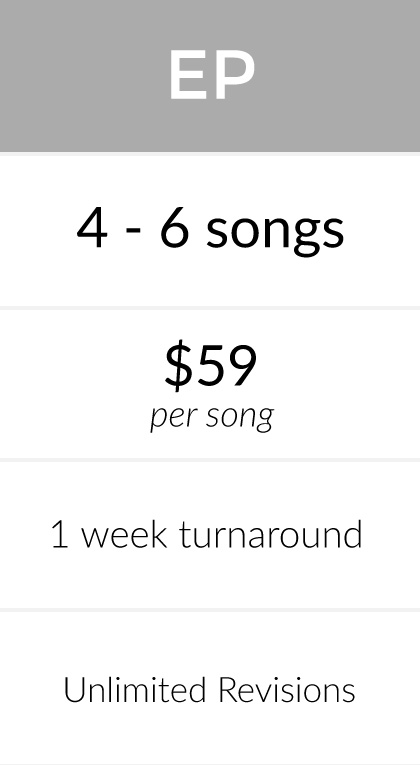 EP
4 - 6 songs
$59
per song
1 week turnaround
Unlimited Revisions